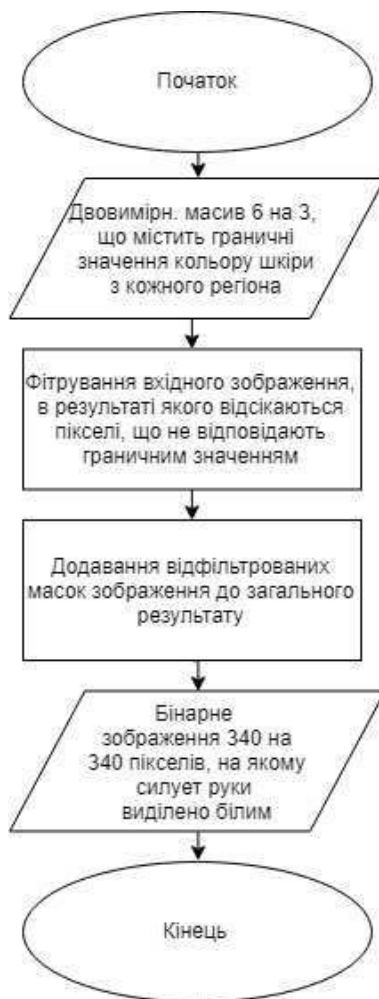 Початок
Двовимірн. масив 6 на 3,
що містить граничні
значення кольору шкіри
з кожного регіона
Фітрування вхідного зображення,
в результаті якого відсікаються
пікселі, що не відповідають
граничним значенням
Додавання відфільтрованих
масок зображення до загального
результату
Бінарне
зображення 340 на
340 пікселів, на якому
силует руки
виділено білим
Кінець